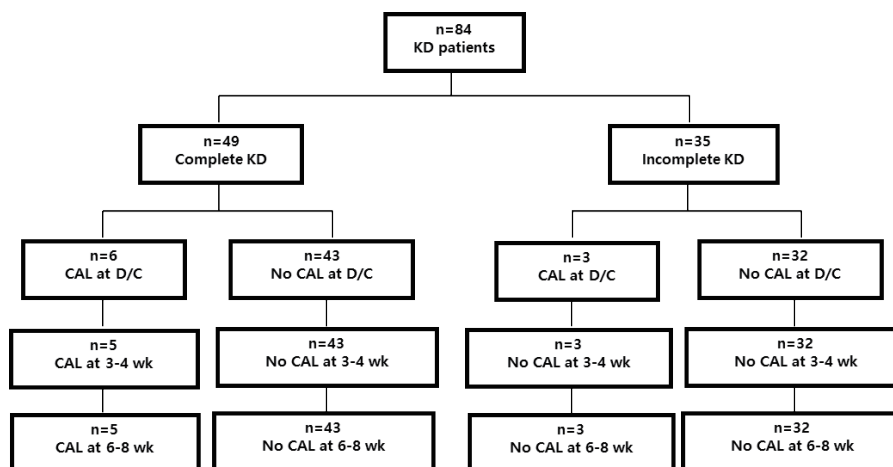 n=84
KD patients
n=49
Complete KD
n=35
Incomplete KD
n=6
CAL at D/C
n=43
No CAL at D/C
n=3
CAL at D/C
n=32
No CAL at D/C
n=5
CAL at 3-4 wk
n=43
No CAL at 3-4 wk
n=3
No CAL at 3-4 wk
n=32
No CAL at 3-4 wk
n=5
CAL at 6-8 wk
n=43
No CAL at 6-8 wk
n=3
No CAL at 6-8 wk
n=32
No CAL at 6-8 wk